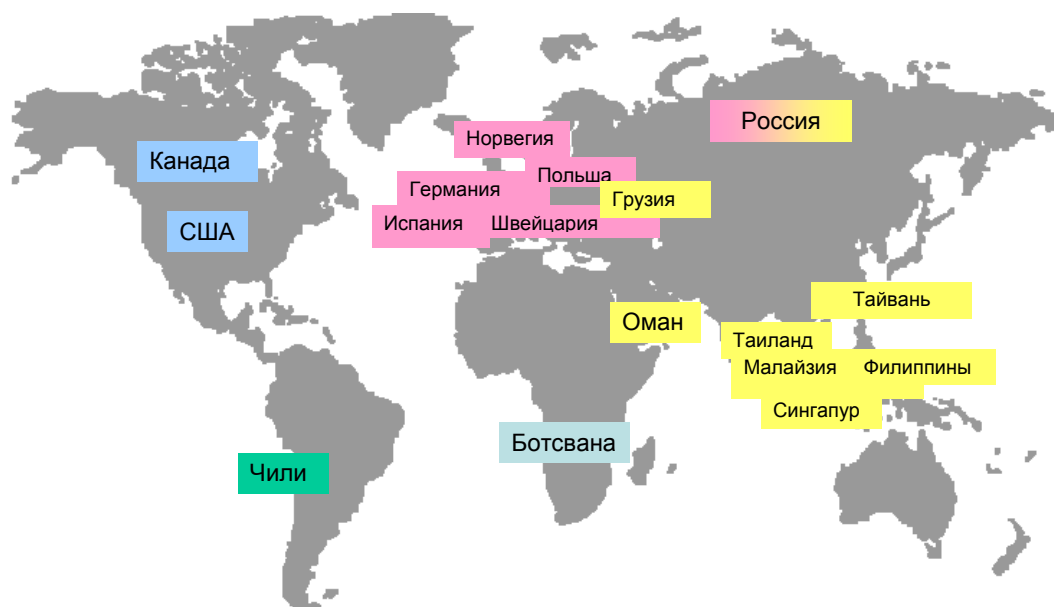 Россия
Норвегия
Канада
Польша
Германия
Грузия
Испания
Швейцария
США
Тайвань
Оман
Таиланд
Малайзия
Филиппины
Сингапур
Ботсвана
Чили